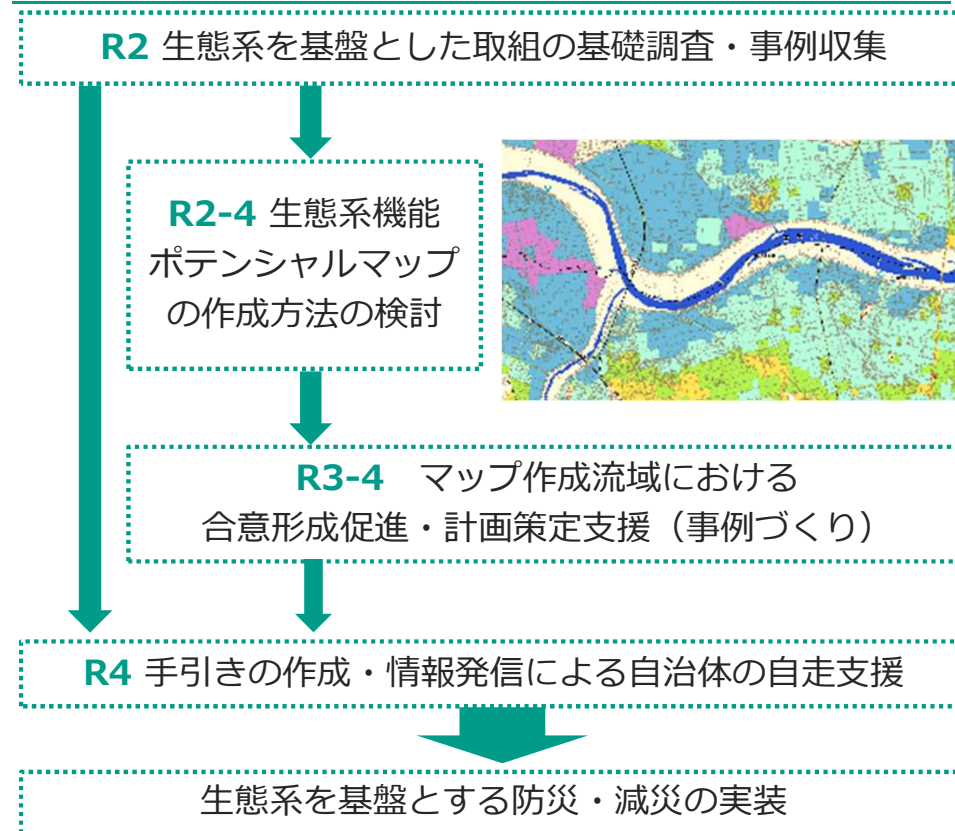 R2 生態系を基盤とした取組の基礎調査・事例収集
R2-4 生態系機能
ポテンシャルマップ
の作成方法の検討
R3-4 マップ作成流域における
合意形成促進・計画策定支援（事例づくり）
R4 手引きの作成・情報発信による自治体の自走支援
生態系を基盤とする防災・減災の実装